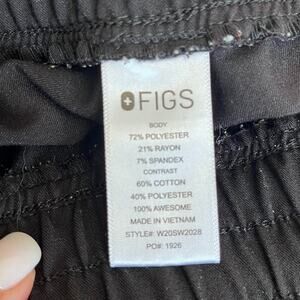 FIGS
BODY
72% POLYESTER
21% RAYON
7% SPANDEX
CONTRAST
60% COTTON
40% POLYESTER
100% AWESOME
MADE IN VIETNAM
STYLE#: W20SW2028
PO#: 1926